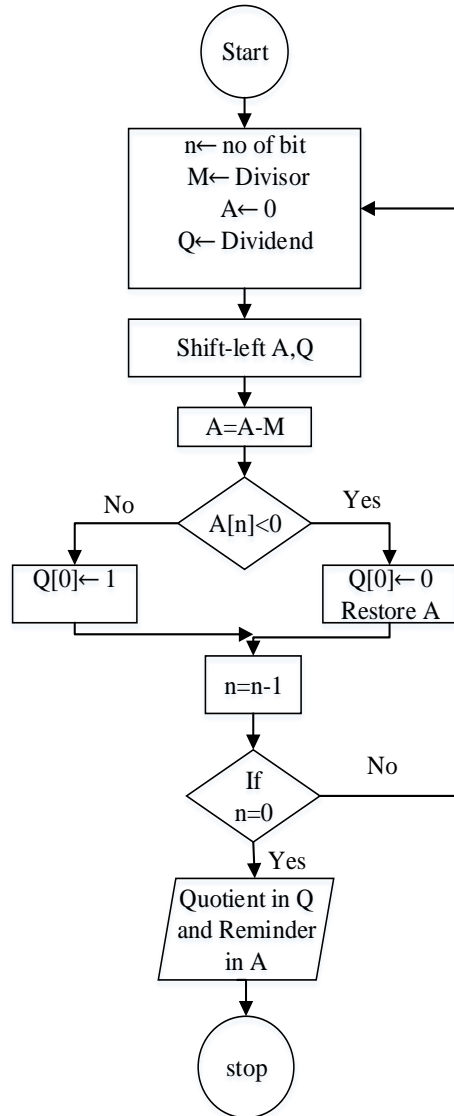 Start
n← no of bit
M← Divisor
A← 0
Q← Dividend
Shift-left A,Q
A=A-M
No
Yes
A[n]<0
Q[0]← 1
Q[0]← 0
Restore A
n=n-1
If
n=0
No
Yes
Quotient in Q
and Reminder
in A
stop